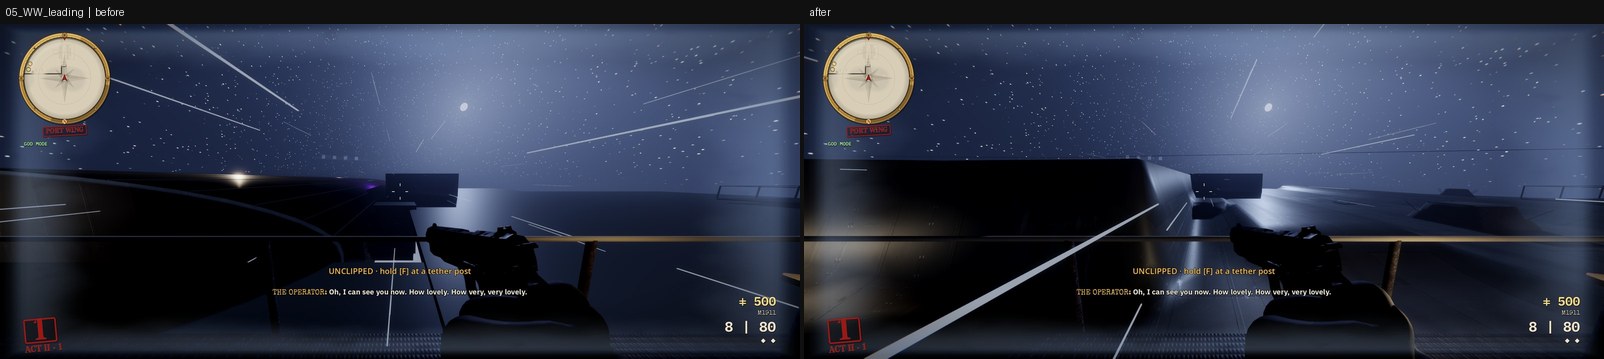 05_WW_leading | before
PORT WING
GOD MODE
UNCLIPPED · hold [F] at a tether post
THE OPERATOR: Oh, I can see you now. How lovely. How very, very lovely.
ǂ 500
M1911
8 | 80
1
ACT II - 1
after
PORT WING
GOD MODE
UNCLIPPED · hold [F] at a tether post
THE OPERATOR: Oh, I can see you now. How lovely. How very, very lovely.
ǂ 500
M1911
8 | 80
1
ACT II - 1